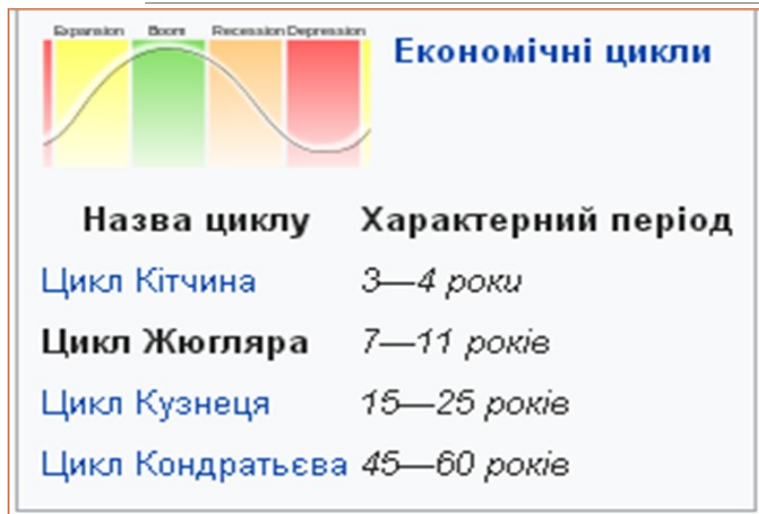 Expansion Boom Recession Depression
Економічні цикли
Назва циклу Характерний період
Цикл Кітчина 3—4 роки
Цикл Жюгляра 7—11 років
Цикл Кузнеця 15—25 років
Цикл Кондратьєва 45—60 років